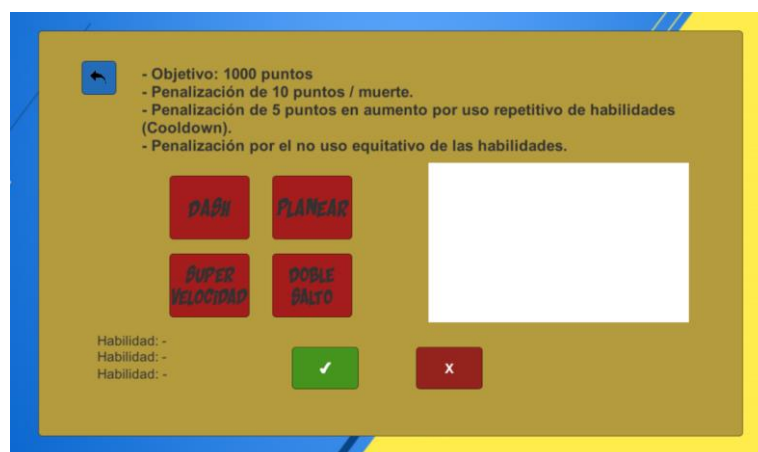 - Objetivo: 1000 puntos
- Penalización de 10 puntos / muerte.
- Penalización de 5 puntos en aumento por uso repetitivo de habilidades
(Cooldown).
- Penalización por el no uso equitativo de las habilidades.
DASH
PLANEAR
SUPER
VELOCIDAD
DOBLE
SALTO
Habilidad: -
Habilidad: -
Habilidad: -
X